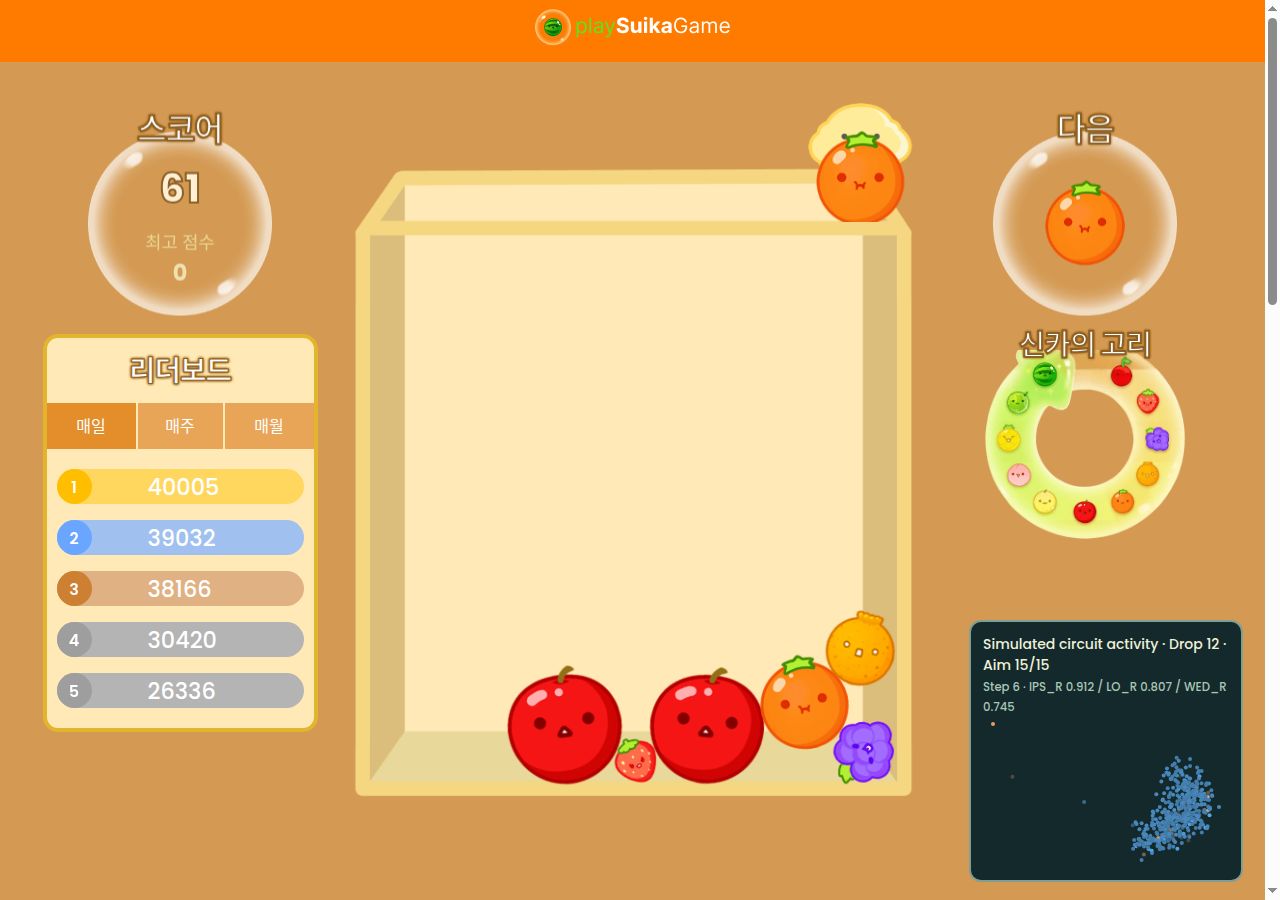 playSuikaGame
스코어
61
최고 점수
0
다음
신카의 고리
리더보드
매일 매주 매월
1 40005
2 39032
3 38166
4 30420
5 26336
Simulated circuit activity · Drop 12 ·
Aim 15/15
Step 6 · IPS_R 0.912 / LO_R 0.807 / WED_R
0.745